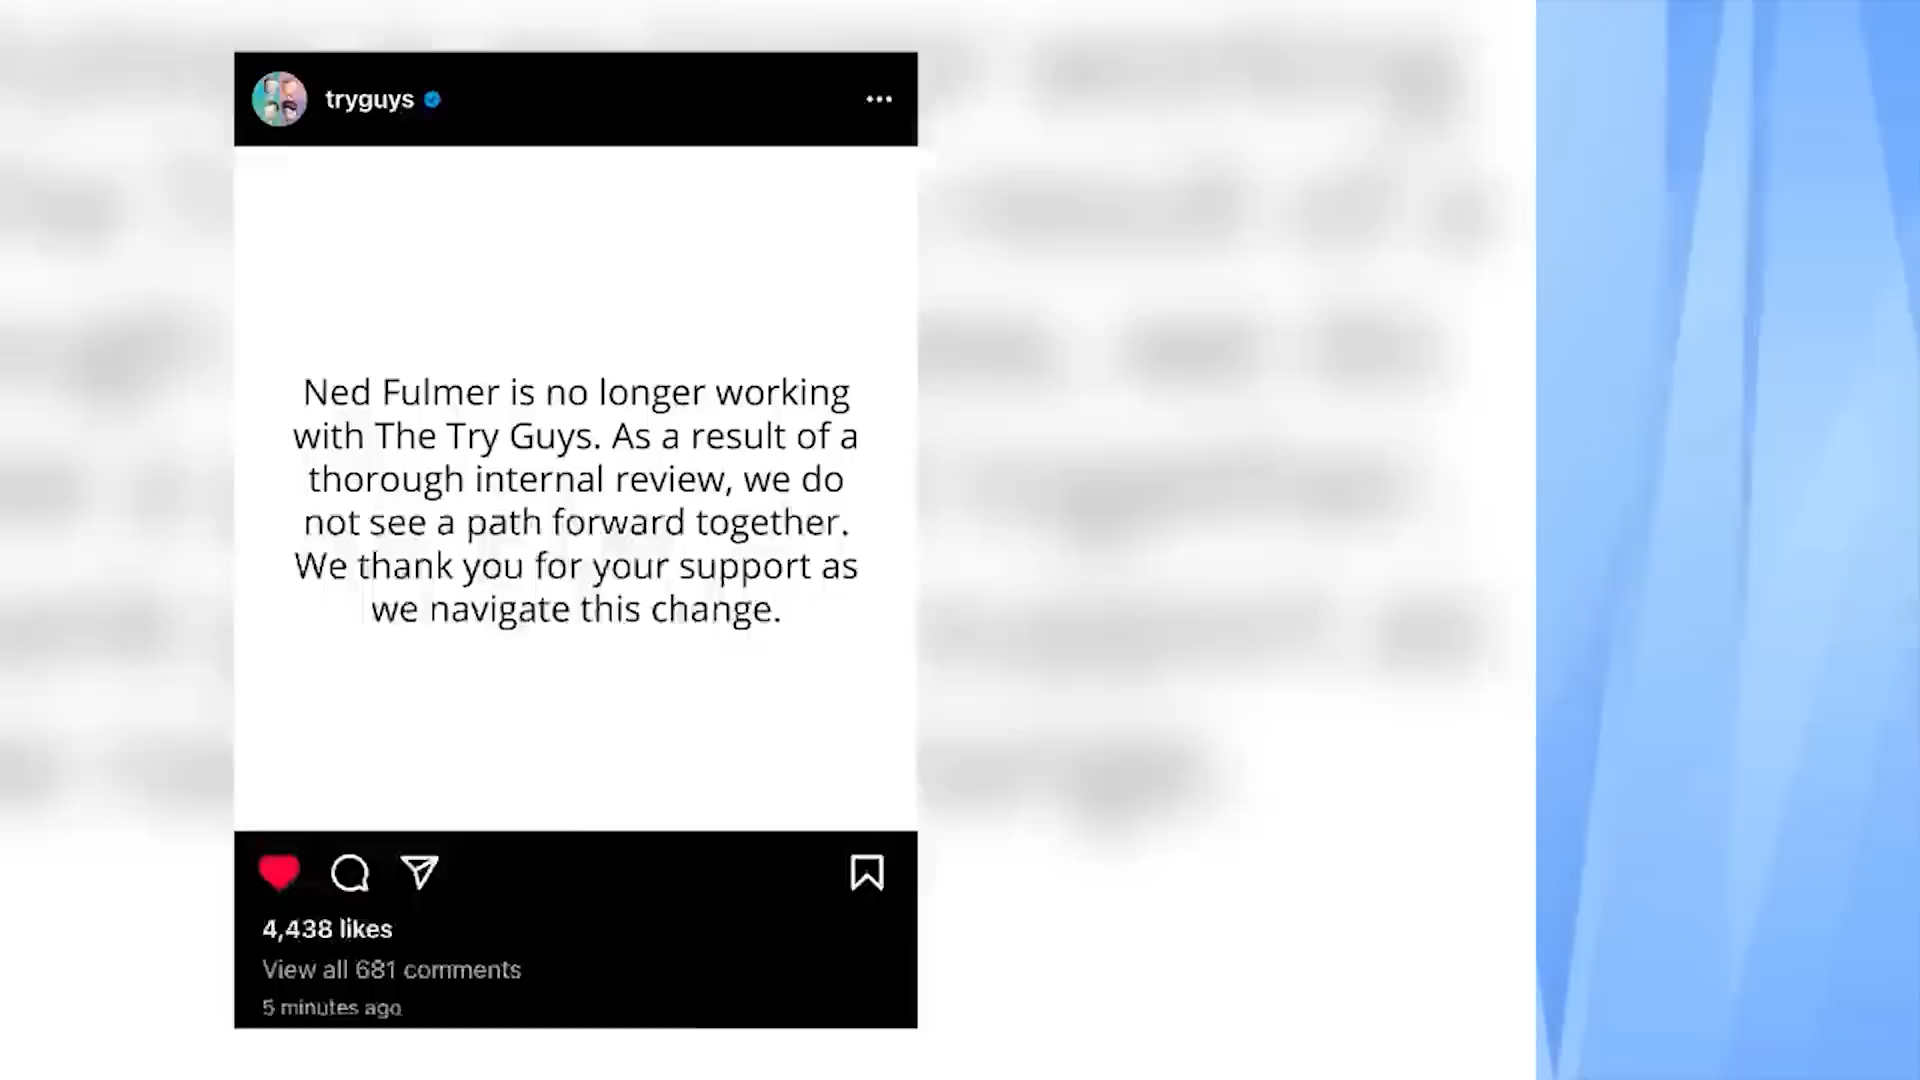 tryguys
Ned Fulmer is no longer working
with The Try Guys. As a result of a
thorough internal review, we do
not see a path forward together.
We thank you for your support as
we navigate this change.
4,438 likes
View all 681 comments
5 minutes ago